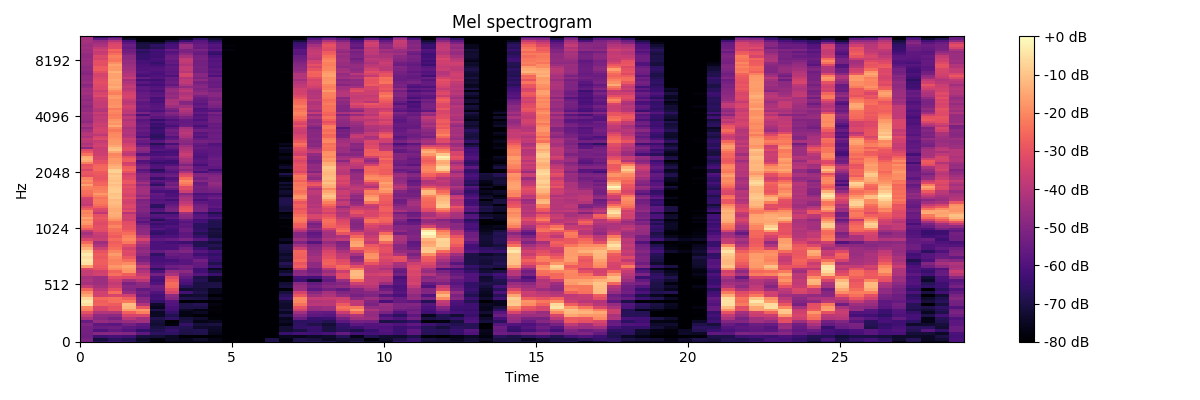 Mel spectrogram
8192
4096
2048
1024
512
0
Hz
0 5 10 15 20 25
Time
+0 dB
-10 dB
-20 dB
-30 dB
-40 dB
-50 dB
-60 dB
-70 dB
-80 dB